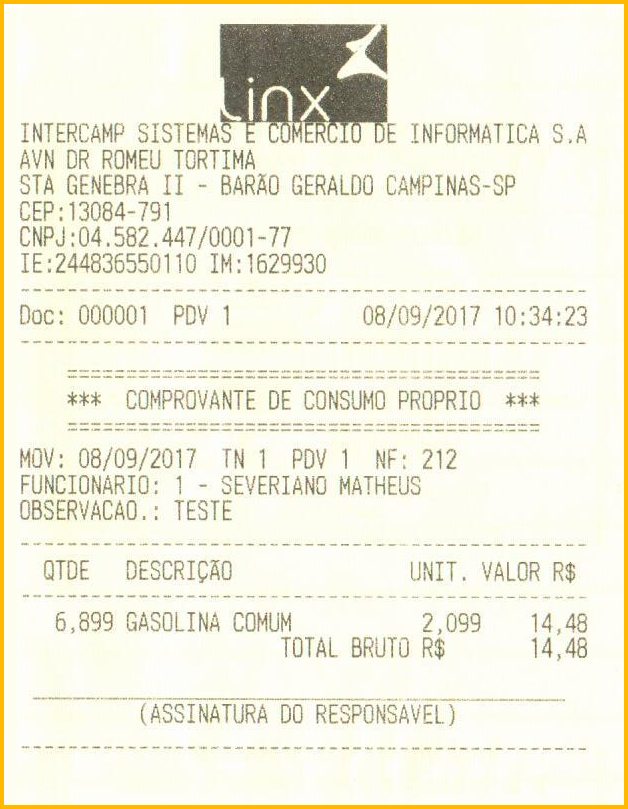 Linx
INTERCAMP SISTEMAS E COMERCIO DE INFORMATICA S.A
AVN DR ROMEU TORTIMA
STA GENEBRA II - BARÃO GERALDO CAMPINAS-SP
CEP:13084-791
CNPJ:04.582.447/0001-77
IE:244836550110 IM:1629930
Doc: 000001 PDV 1 08/09/2017 10:34:23
*** COMPROVANTE DE CONSUMO PROPRIO ***
MOV: 08/09/2017 TN 1 PDV 1 NF: 212
FUNCIONARIO: 1 - SEVERIANO MATHEUS
OBSERVACAO.: TESTE
QTDE DESCRIÇÃO UNIT. VALOR R$
6,899 GASOLINA COMUM 2,099 14,48
TOTAL BRUTO R$ 14,48
(ASSINATURA DO RESPONSAVEL)